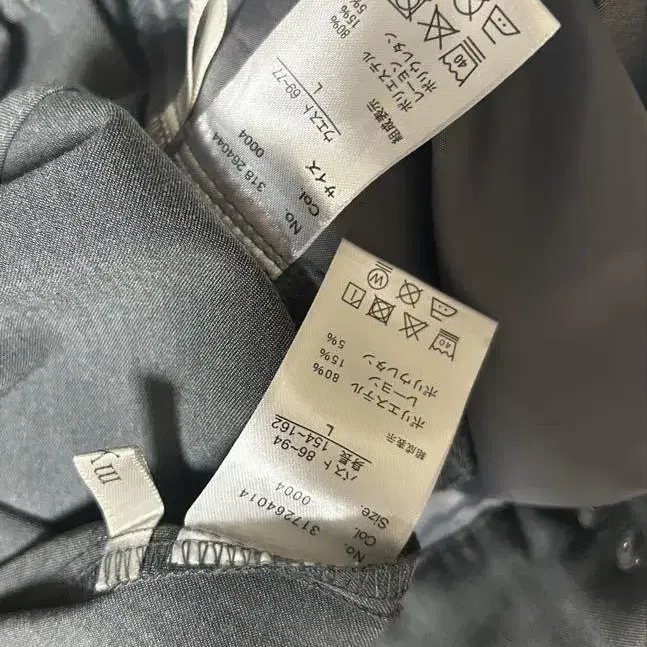 No. 318 264044
Col. 0004
サイズ ウエスト 69~77
L
組成表示
ポリエステル 80%
レーヨン 15%
ポリウレタン 5%
40
No. 317264014
Col. 0004
Size. バスト 86~94
身長 154~162
L
組成表示
ポリエステル 80%
レーヨン 15%
ポリウレタン 5%
40
W
my